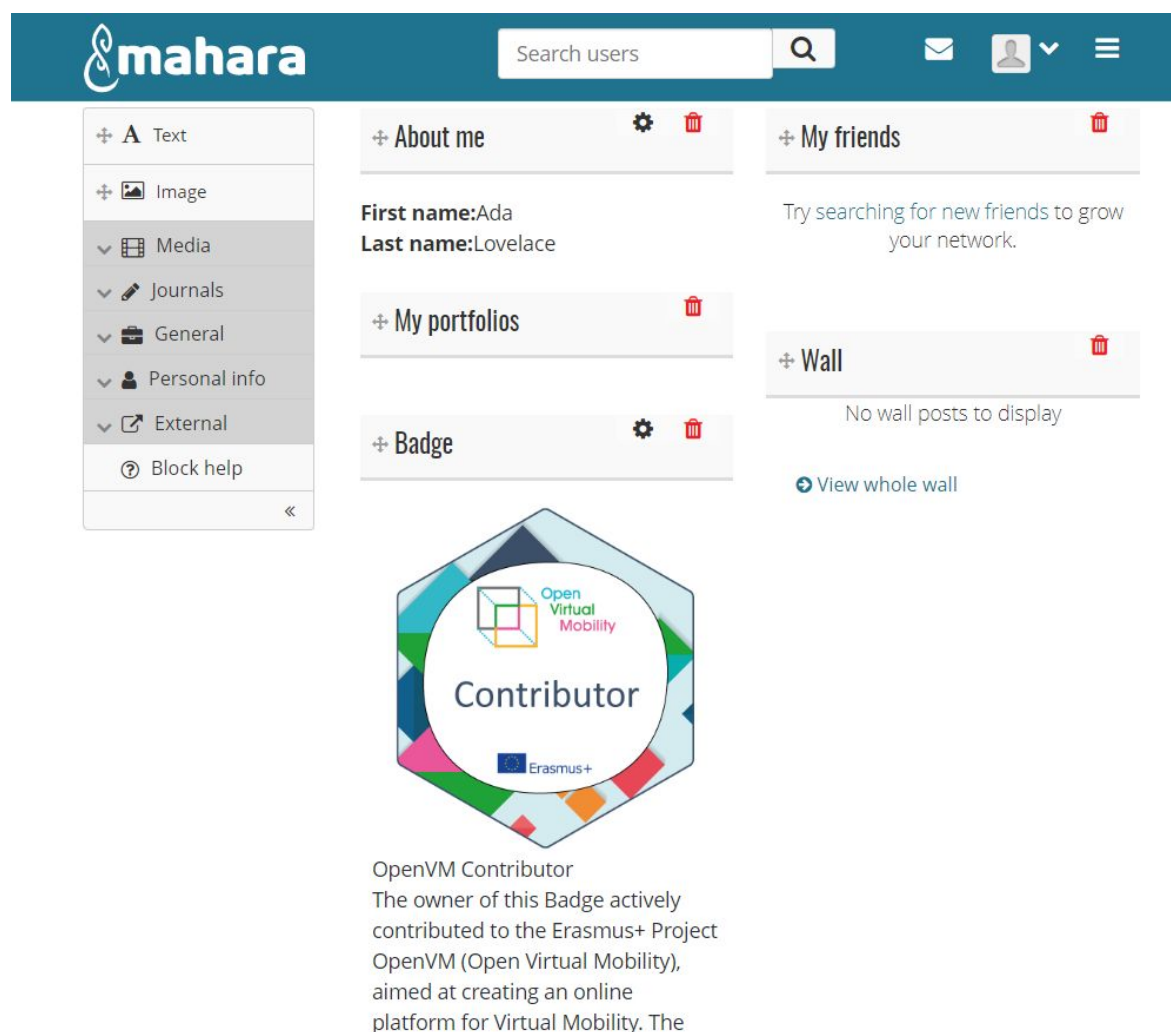 mahara
Search users
Text
Image
Media
Journals
General
Personal info
External
Block help
«
About me
First name:Ada
Last name:Lovelace
My portfolios
Badge
Open
Virtual
Mobility
Contributor
Erasmus+
OpenVM Contributor
The owner of this Badge actively
contributed to the Erasmus+ Project
OpenVM (Open Virtual Mobility),
aimed at creating an online
platform for Virtual Mobility. The
My friends
Try searching for new friends to grow
your network.
Wall
No wall posts to display
View whole wall